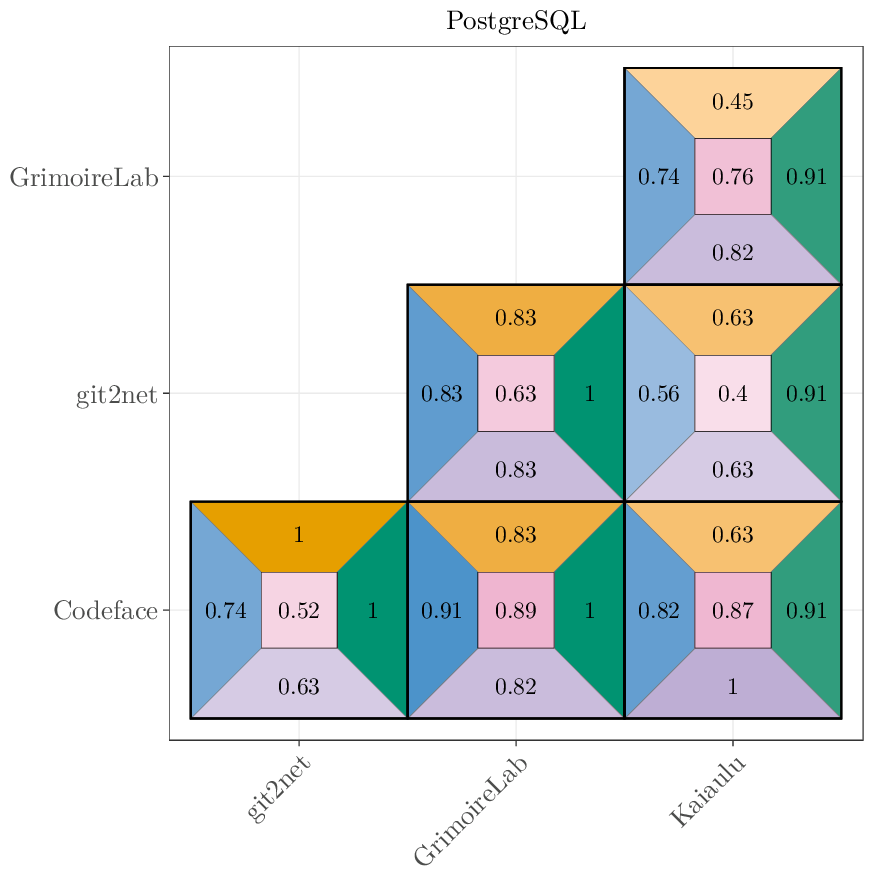 PostgreSQL
0.45
GrimoireLab
0.74 0.76 0.91
0.82
0.83 0.63
git2net
0.83 0.63 1 0.56 0.4 0.91
0.83 0.63
1 0.83 0.63
Codeface
0.74 0.52 1 0.91 0.89 1 0.82 0.87 0.91
0.63 0.82 1
git2net
GrimoireLab
Kaiaulu